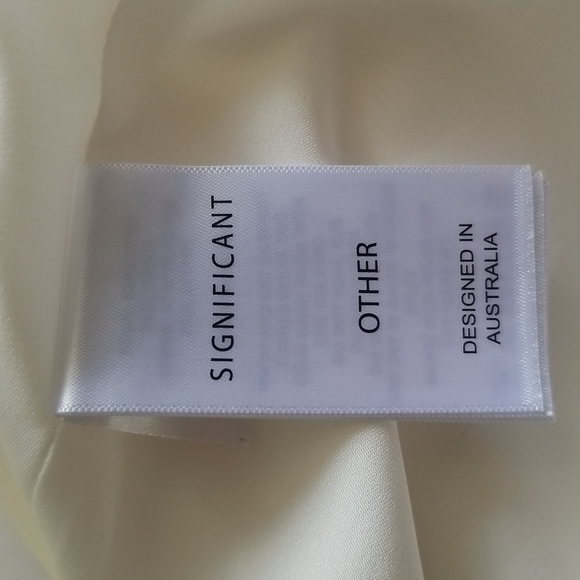 SIGNIFICANT
OTHER
DESIGNED IN
AUSTRALIA